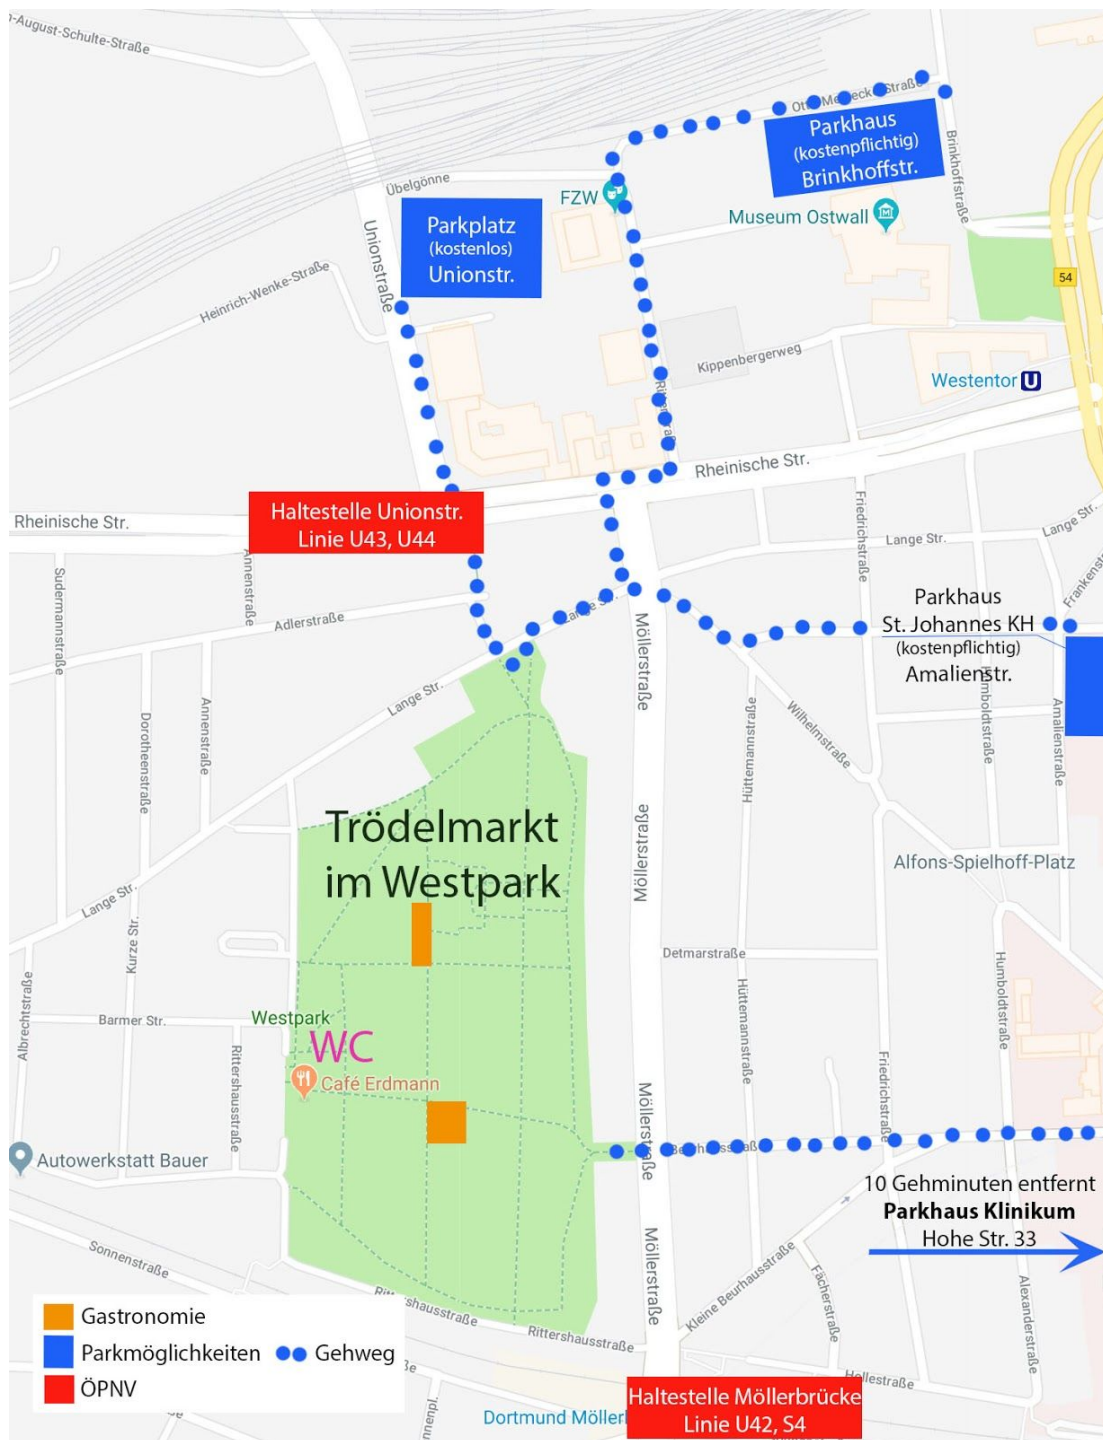 -August-Schulte-Straße
Übelgönne
Unionstraße
Heinrich-Wenke-Straße
Parkplatz
(kostenlos)
Unionstr.
FZW
Parkhaus
(kostenpflichtig)
Brinkhoffstr.
Brinkhoffstraße
Museum Ostwall
54
Kippenbergerweg
Westentor U
Rheinische Str.
Rheinische Str.
Haltestelle Unionstr.
Linie U43, U44
Friedrichstraße
Lange Str.
Lange Str.
Sudermannstraße
Annenstraße
Adlerstraße
Lange Str.
Möllerstraße
Parkhaus
St. Johannes KH
(kostenpflichtig)
Amalienstr.
Humboldtstraße
Amalienstraße
Wilhelmstraße
Hüttemannstraße
Lange Str.
Annenstraße
Dorotheenstraße
Trödelmarkt
im Westpark
Möllerstraße
Alfons-Spielhoff-Platz
Lange Str.
Kurze Str.
Albrechtstraße
Detmarstraße
Hüttemannstraße
Humboldtstraße
Barmer Str.
Westpark
WC
Café Erdmann
Rittershausstraße
Friedrichstraße
Möllerstraße
Autowerkstatt Bauer
10 Gehminuten entfernt
Parkhaus Klinikum
Hohe Str. 33
Sonnenstraße
Möllerstraße
Kleine Beurhausstraße
Fächerstraße
Alexanderstraße
Rittershausstraße
Rittershausstraße
Hollestraße
Gastronomie
Parkmöglichkeiten
Gehweg
ÖPNV
Haltestelle Möllerbrücke
Linie U42, S4
Dortmund Möller